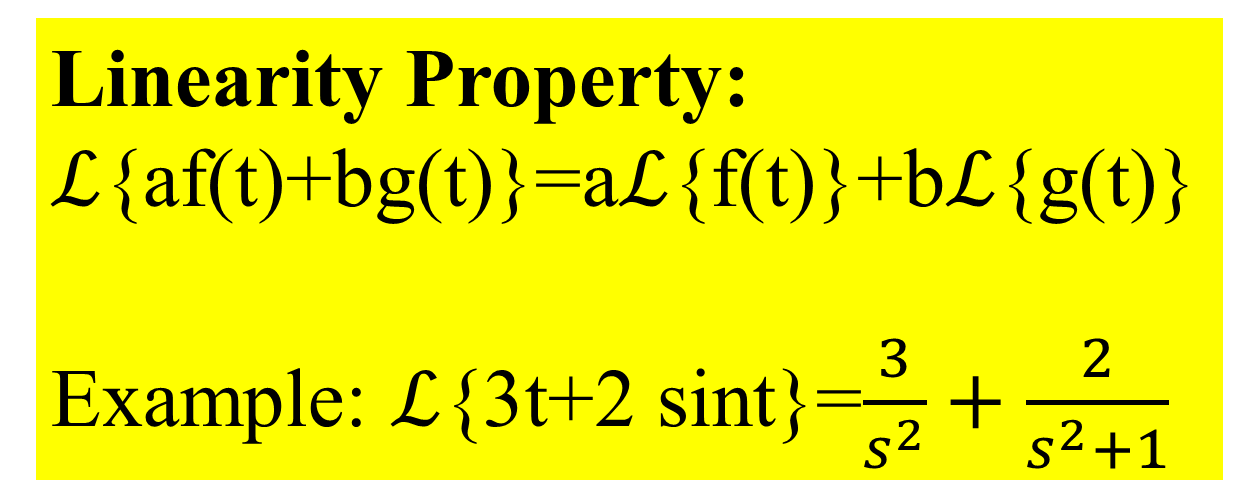 Linearity Property:
ℒ{af(t)+bg(t)}=aℒ{f(t)}+bℒ{g(t)}
Example: ℒ{3t+2 sint}=3/s² + 2/(s²+1)